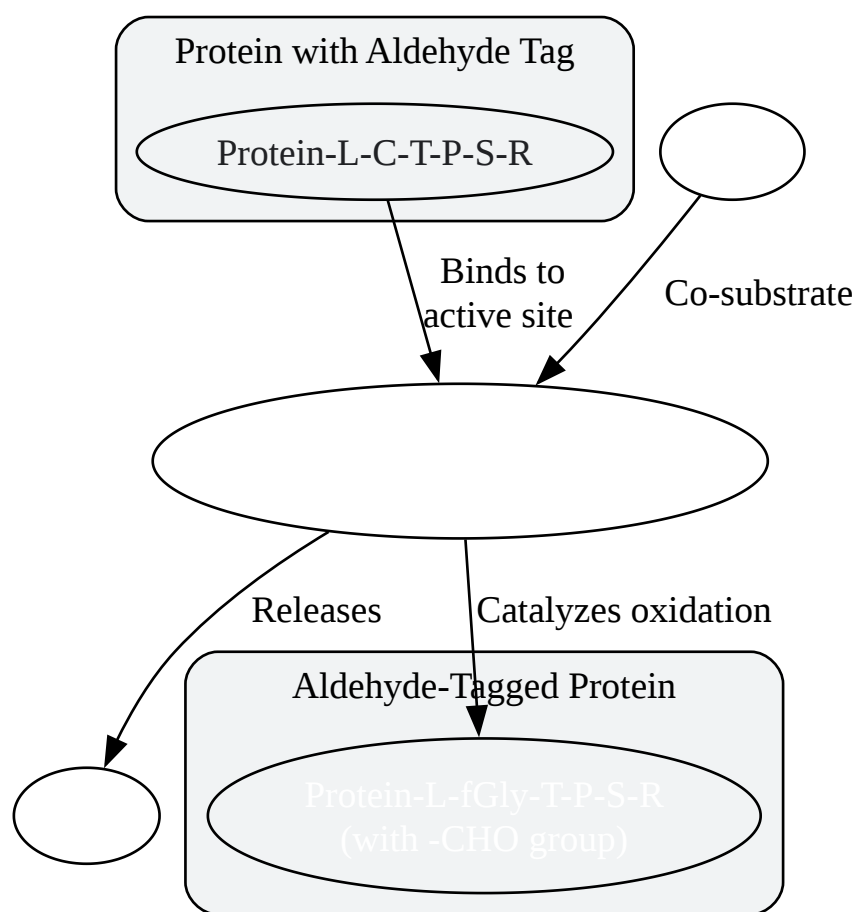 Protein with Aldehyde Tag
Protein-L-C-T-P-S-R
Binds to
active site
Co-substrate
Releases
Catalyzes oxidation
Aldehyde-Tagged Protein
Protein-L-fGly-T-P-S-R
(with -CHO group)